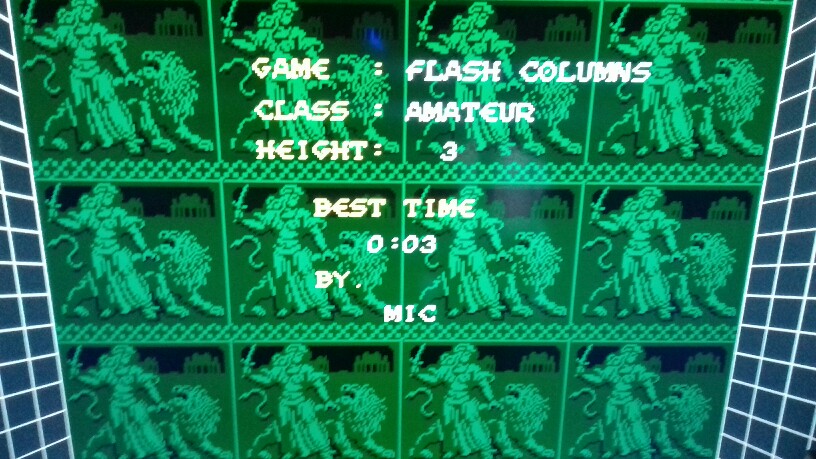 GAME : FLASH COLUMNS
CLASS : AMATEUR
HEIGHT: 3
BEST TIME
0:03
BY.
MIC